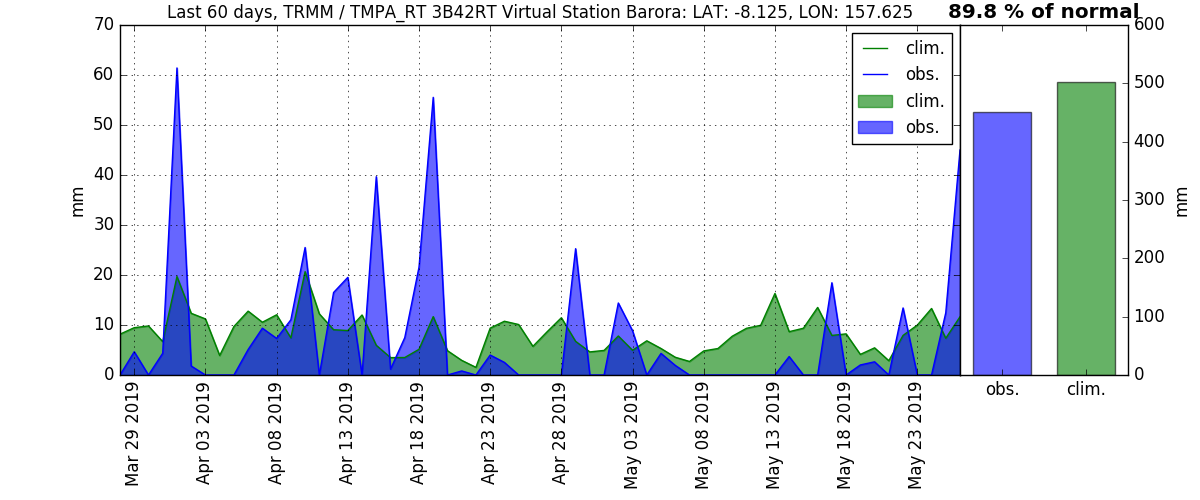 Last 60 days, TRMM / TMPA_RT 3B42RT Virtual Station Barora: LAT: -8.125, LON: 157.625
89.8 % of normal
70
60
50
40
30
20
10
0
mm
clim.
obs.
clim.
obs.
600
500
400
300
200
100
0
mm
obs.
clim.
Mar 29 2019
Apr 03 2019
Apr 08 2019
Apr 13 2019
Apr 18 2019
Apr 23 2019
Apr 28 2019
May 03 2019
May 08 2019
May 13 2019
May 18 2019
May 23 2019